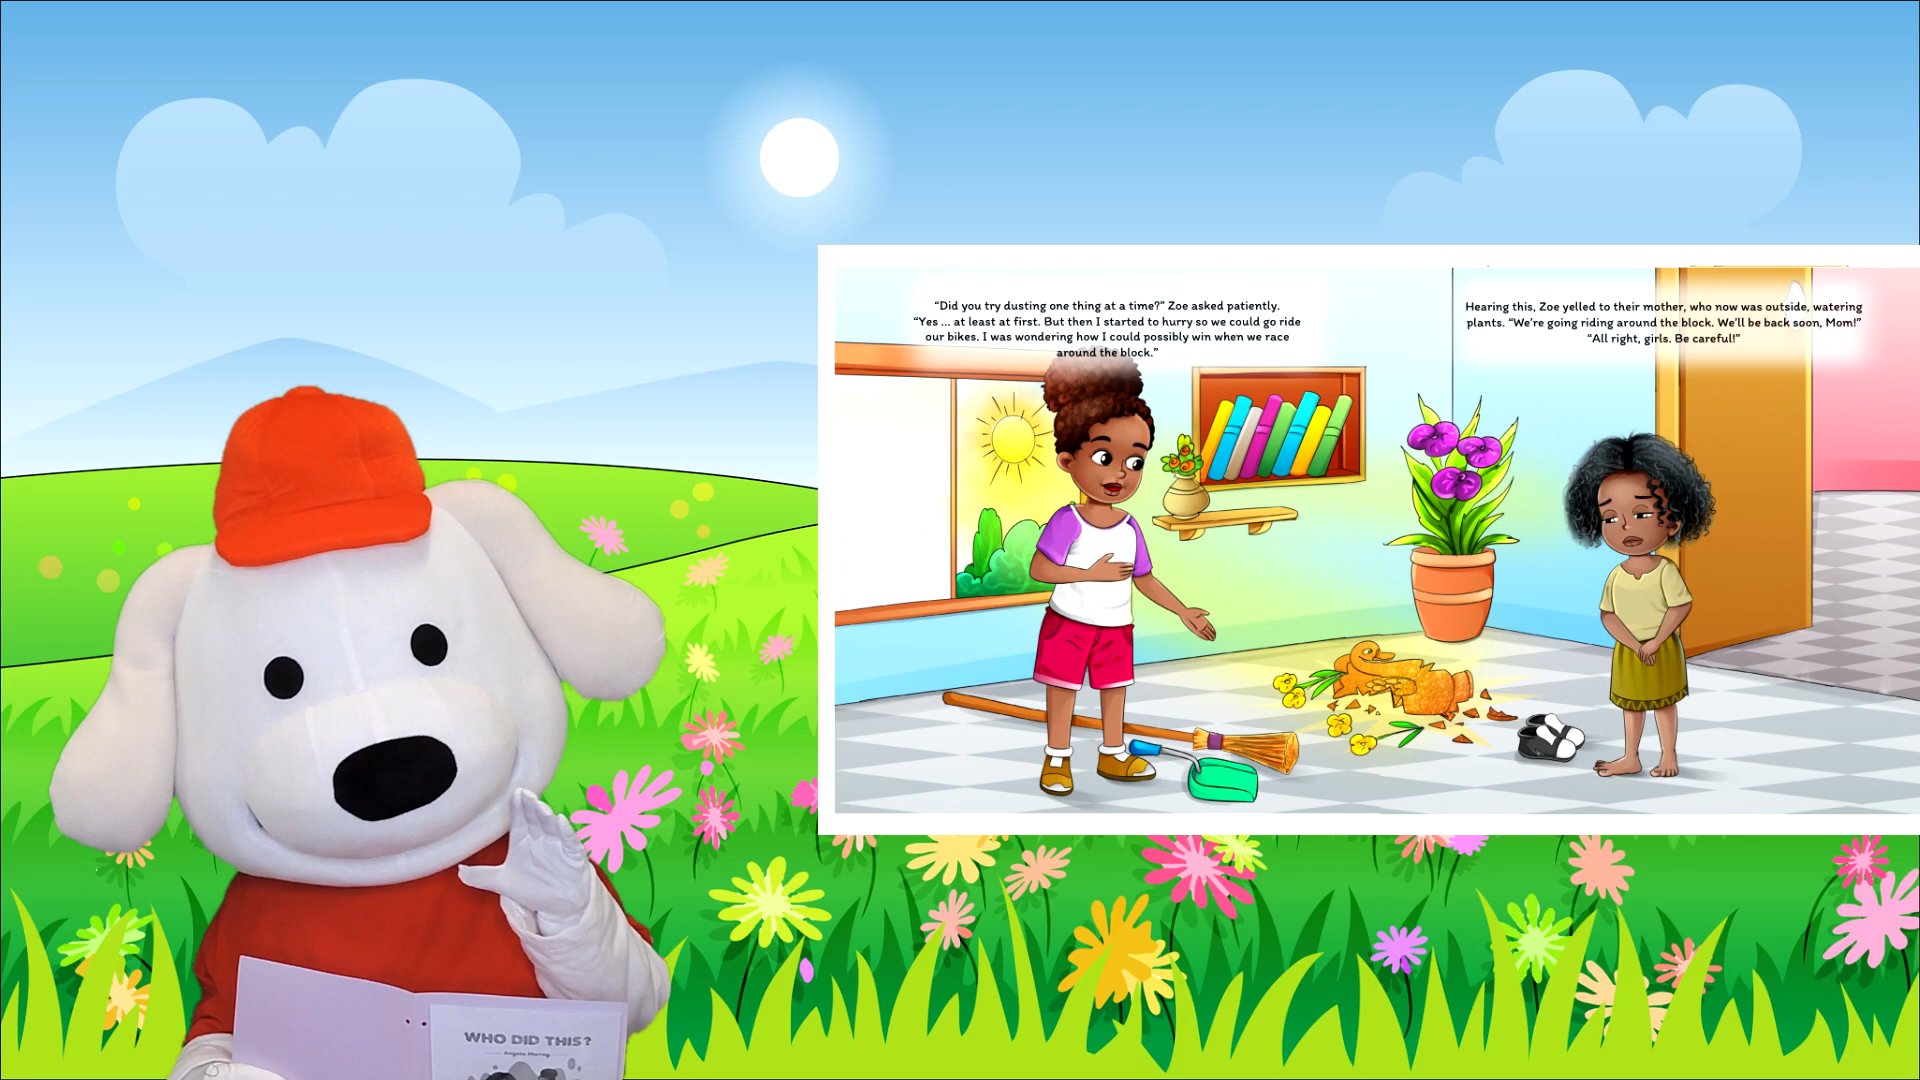 “Did you try dusting one thing at a time?” Zoe asked patiently.
“Yes ... at least at first. But then I started to hurry so we could go ride
our bikes. I was wondering how I could possibly win when we race
around the block.”
Hearing this, Zoe yelled to their mother, who now was outside, watering
plants. “We’re going riding around the block. We’ll be back soon, Mom!”
“All right, girls. Be careful!”
WHO DID THIS?
Angela Murray